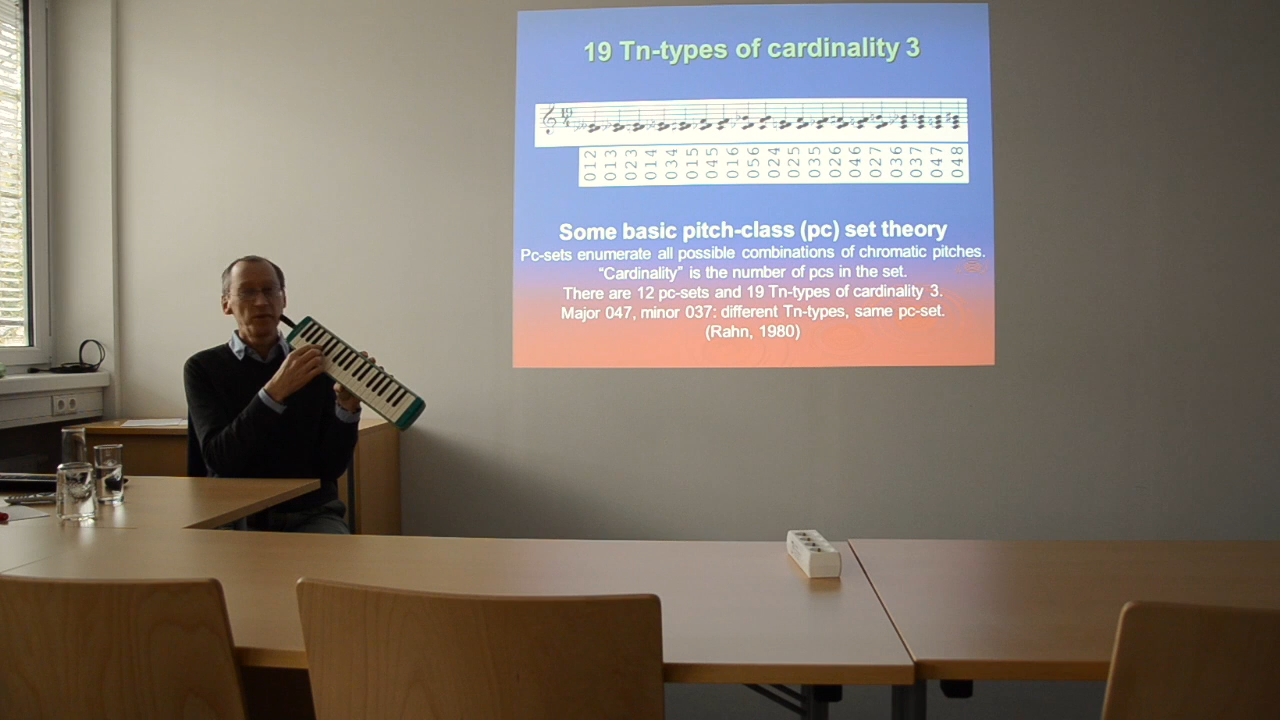 19 Tn-types of cardinality 3
19
4
012 013 023 014 034 015 045 016 056 024 025 035 026 046 027 036 037 047 048
Some basic pitch-class (pc) set theory
Pc-sets enumerate all possible combinations of chromatic pitches.
“Cardinality” is the number of pcs in the set.
There are 12 pc-sets and 19 Tn-types of cardinality 3.
Major 047, minor 037: different Tn-types, same pc-set.
(Rahn, 1980)